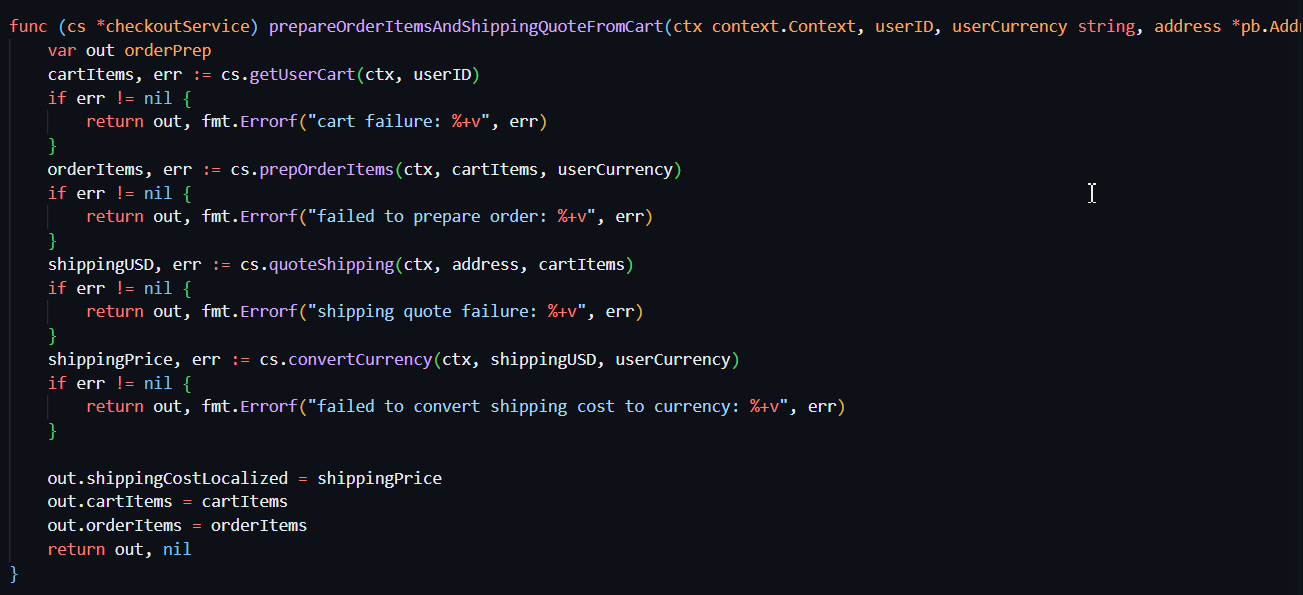 func (cs *checkoutService) prepareOrderItemsAndShippingQuoteFromCart(ctx context.Context, userID, userCurrency string, address *pb.Add
    var out orderPrep
    cartItems, err := cs.getUserCart(ctx, userID)
    if err != nil {
        return out, fmt.Errorf("cart failure: %+v", err)
    }
    orderItems, err := cs.prepOrderItems(ctx, cartItems, userCurrency)
    if err != nil {
        return out, fmt.Errorf("failed to prepare order: %+v", err)
    }
    shippingUSD, err := cs.quoteShipping(ctx, address, cartItems)
    if err != nil {
        return out, fmt.Errorf("shipping quote failure: %+v", err)
    }
    shippingPrice, err := cs.convertCurrency(ctx, shippingUSD, userCurrency)
    if err != nil {
        return out, fmt.Errorf("failed to convert shipping cost to currency: %+v", err)
    }

    out.shippingCostLocalized = shippingPrice
    out.cartItems = cartItems
    out.orderItems = orderItems
    return out, nil
}